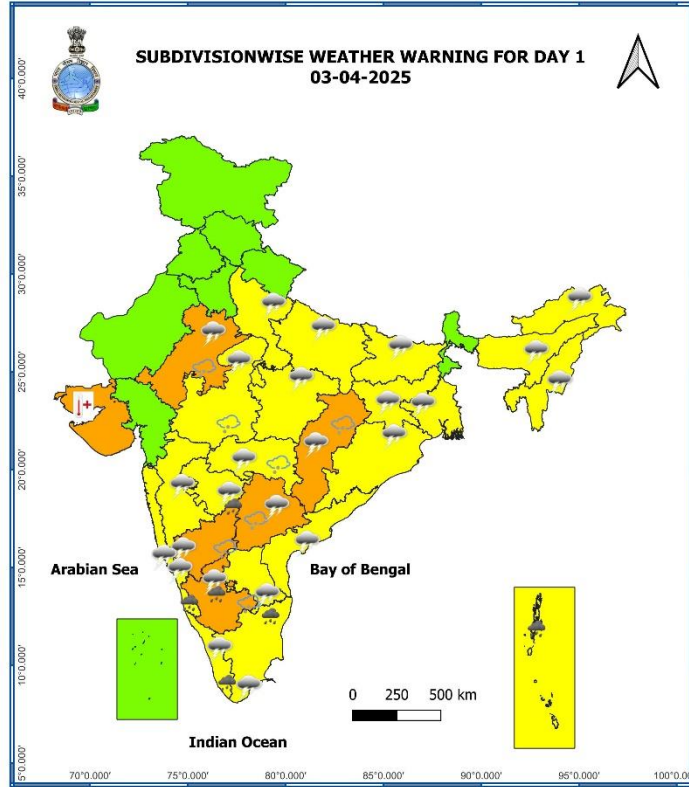 SUBDIVISIONWISE WEATHER WARNING FOR DAY 1
03-04-2025
40°0.000'
35°0.000'
30°0.000'
25°0.000'
20°0.000'
15°0.000'
10°0.000'
5°0.000'
Arabian Sea
Bay of Bengal
0 250 500 km
Indian Ocean
70°0.000' 75°0.000' 80°0.000' 85°0.000' 90°0.000' 95°0.000' 100°0.000'